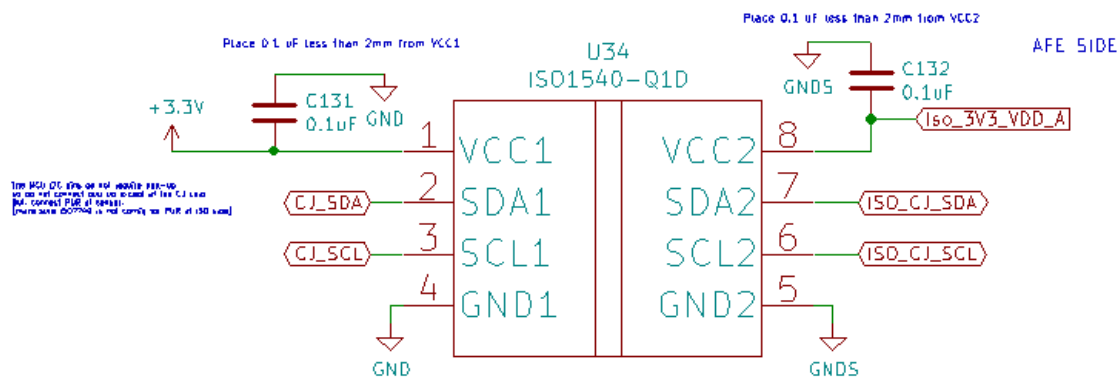 Place 0.1 uF less than 2mm from VCC2
Place 0.1 uF less than 2mm from VCC1
AFE SIDE
U34
ISO1540-Q1D
GNDS
C132
0.1uF
+3.3V
C131
0.1uF
GND
Iso_3V3_VDD_A
1
VCC1
VCC2
8
CJ_SDA
2
SDA1
SDA2
7
ISO_CJ_SDA
CJ_SCL
3
SCL1
SCL2
6
ISO_CJ_SCL
4
GND1
GND2
5
GND
GNDS